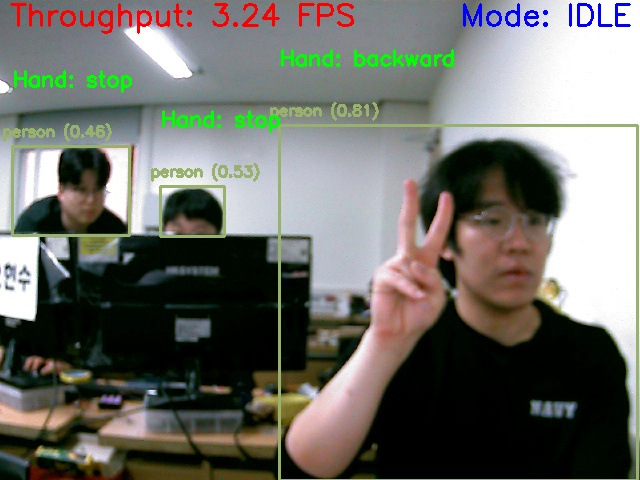 Throughput: 3.24 FPS
Mode: IDLE
Hand: backward
Hand: stop
person (0.81)
Hand: stop
person (0.46)
person (0.53)
현수
NAVY